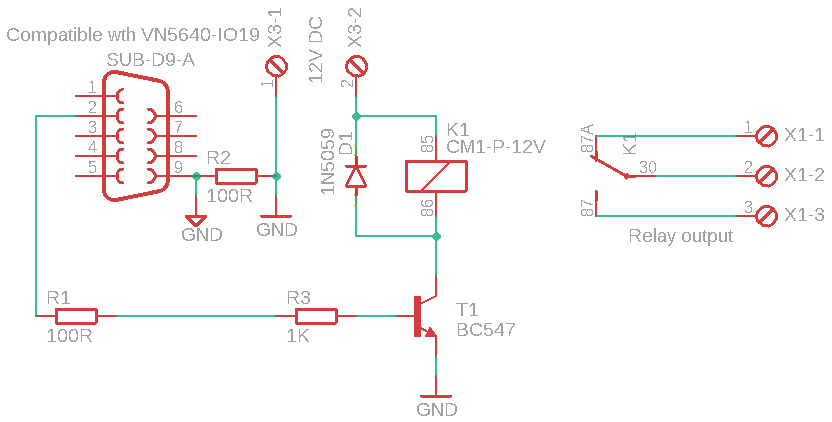 Compatible wth VN5640-IO19
SUB-D9-A
X3-1
12V DC
X3-2
1
2
1
2
3
4
5
6
7
8
9
R2
100R
GND
GND
1N5059
D1
85
86
K1
CM1-P-12V
87A
K1
30
87
1
X1-1
2
X1-2
3
X1-3
Relay output
R1
100R
R3
1K
T1
BC547
GND